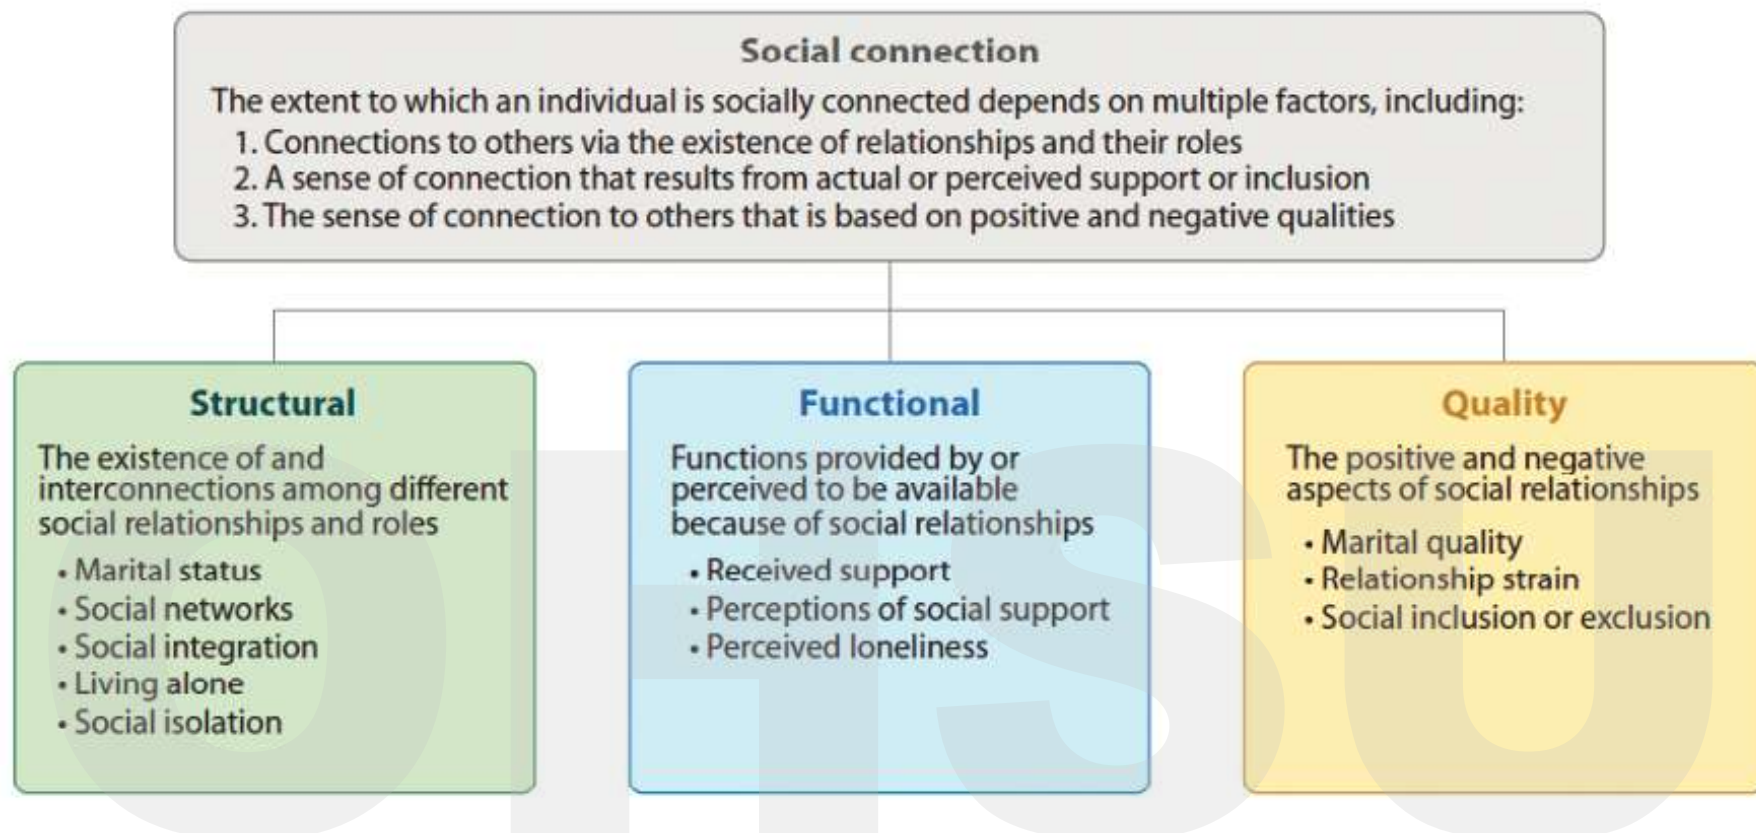 Social connection
The extent to which an individual is socially connected depends on multiple factors, including:
1. Connections to others via the existence of relationships and their roles
2. A sense of connection that results from actual or perceived support or inclusion
3. The sense of connection to others that is based on positive and negative qualities
Structural
The existence of and
interconnections among different
social relationships and roles
• Marital status
• Social networks
• Social integration
• Living alone
• Social isolation
Functional
Functions provided by or
perceived to be available
because of social relationships
• Received support
• Perceptions of social support
• Perceived loneliness
Quality
The positive and negative
aspects of social relationships
• Marital quality
• Relationship strain
• Social inclusion or exclusion
OHSU